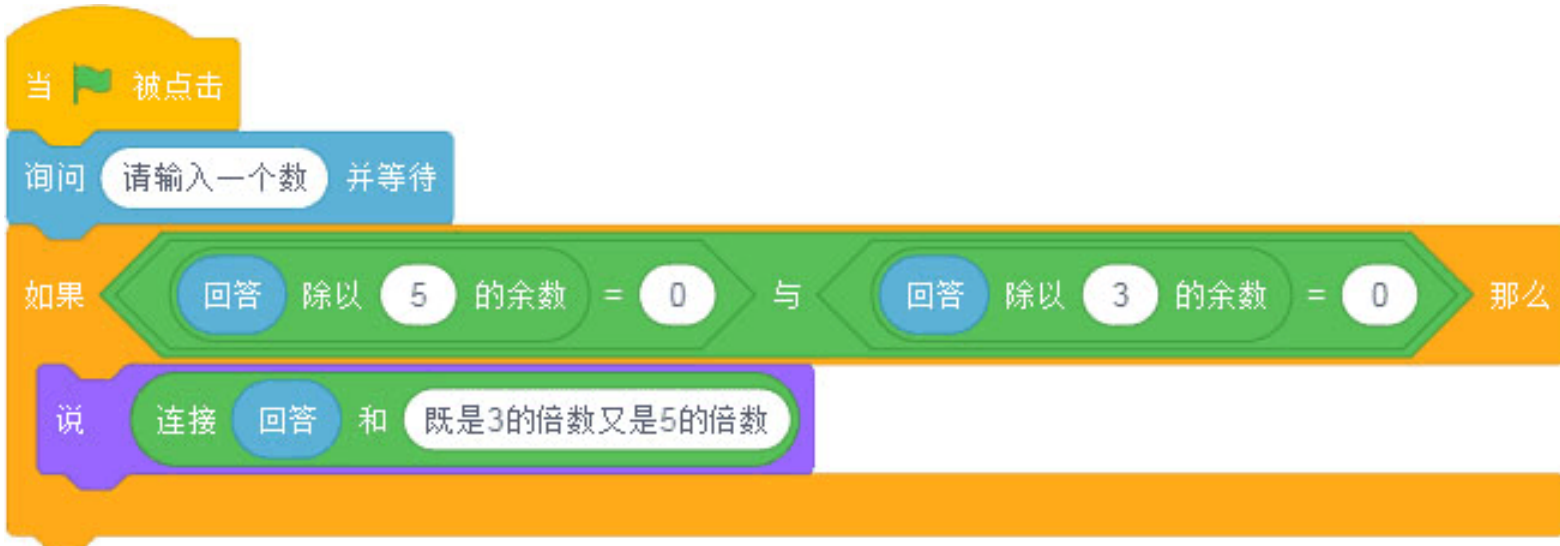 当 被点击
询问 请输入一个数 并等待
如果 回答 除以 5 的余数 = 0 与 回答 除以 3 的余数 = 0 那么
说 连接 回答 和 既是3的倍数又是5的倍数